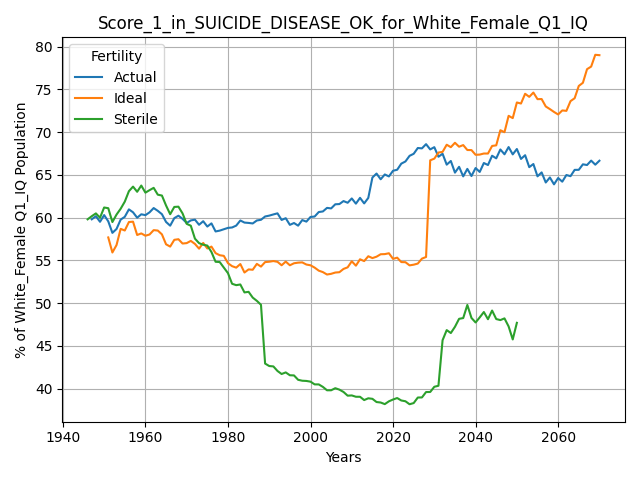 Score_1_in_SUICIDE_DISEASE_OK_for_White_Female_Q1_IQ
% of White_Female Q1_IQ Population
80
75
70
65
60
55
50
45
40
Fertility
Actual
Ideal
Sterile
1940
1960
1980
2000
2020
2040
2060
Years